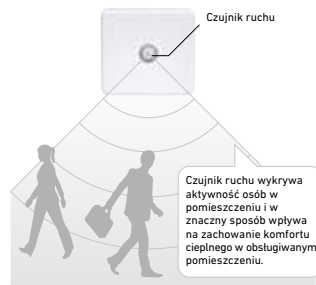 Czujnik ruchu
Czujnik ruchu wykrywa
aktywność osób w
pomieszczeniu i w
znaczny sposób wpływa
na zachowanie komfortu
cieplnego w obsługiwanym
pomieszczeniu.